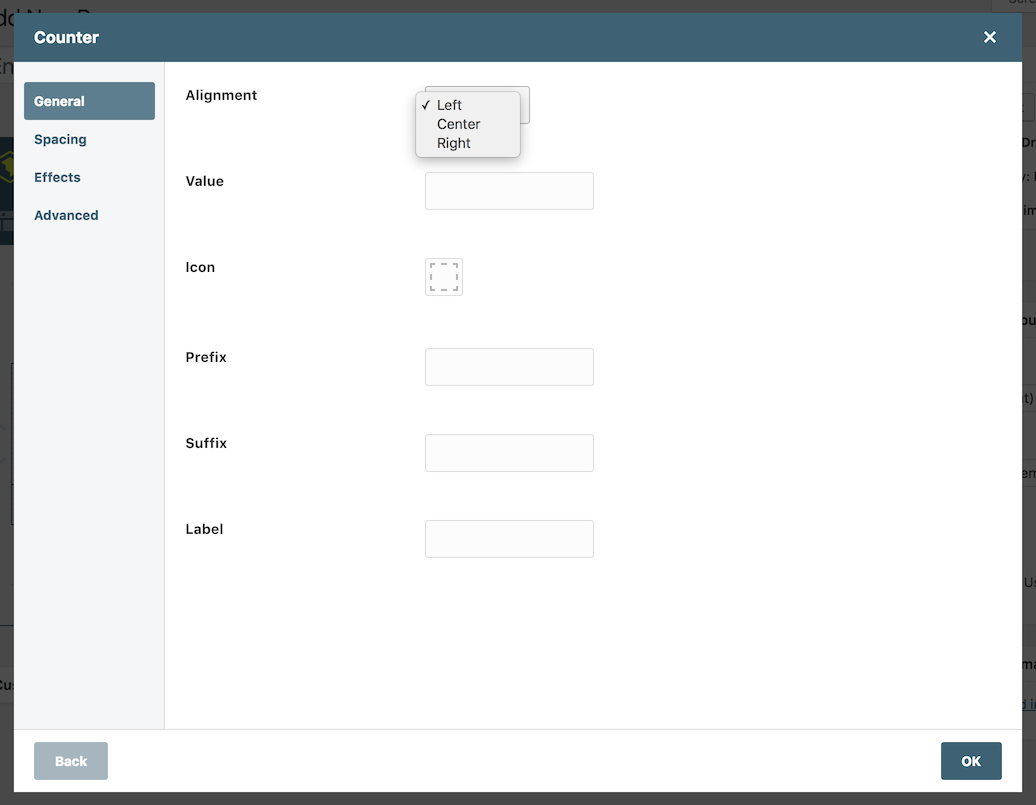 Counter
General
Spacing
Effects
Advanced
Alignment
✓ Left
Center
Right
Value
Icon
Prefix
Suffix
Label
Back
OK